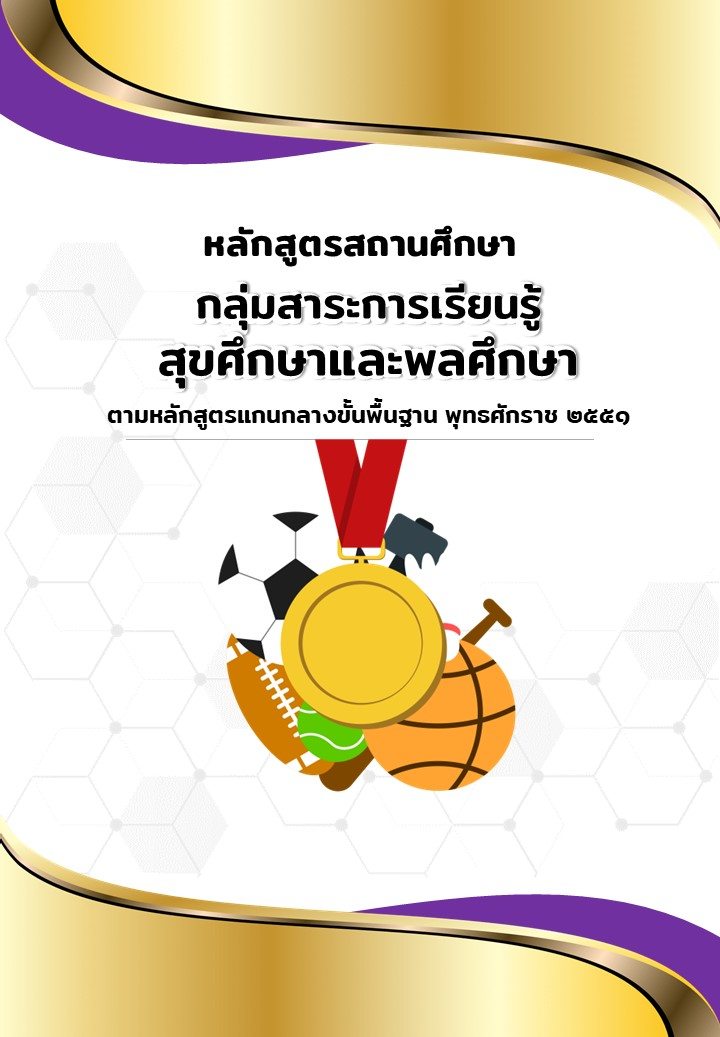 หลักสูตรสถานศึกษา
กลุ่มสาระการเรียนรู้
สุขศึกษาและพลศึกษา
ตามหลักสูตรแกนกลางขั้นพื้นฐาน พุทธศักราช ๒๕๕๑